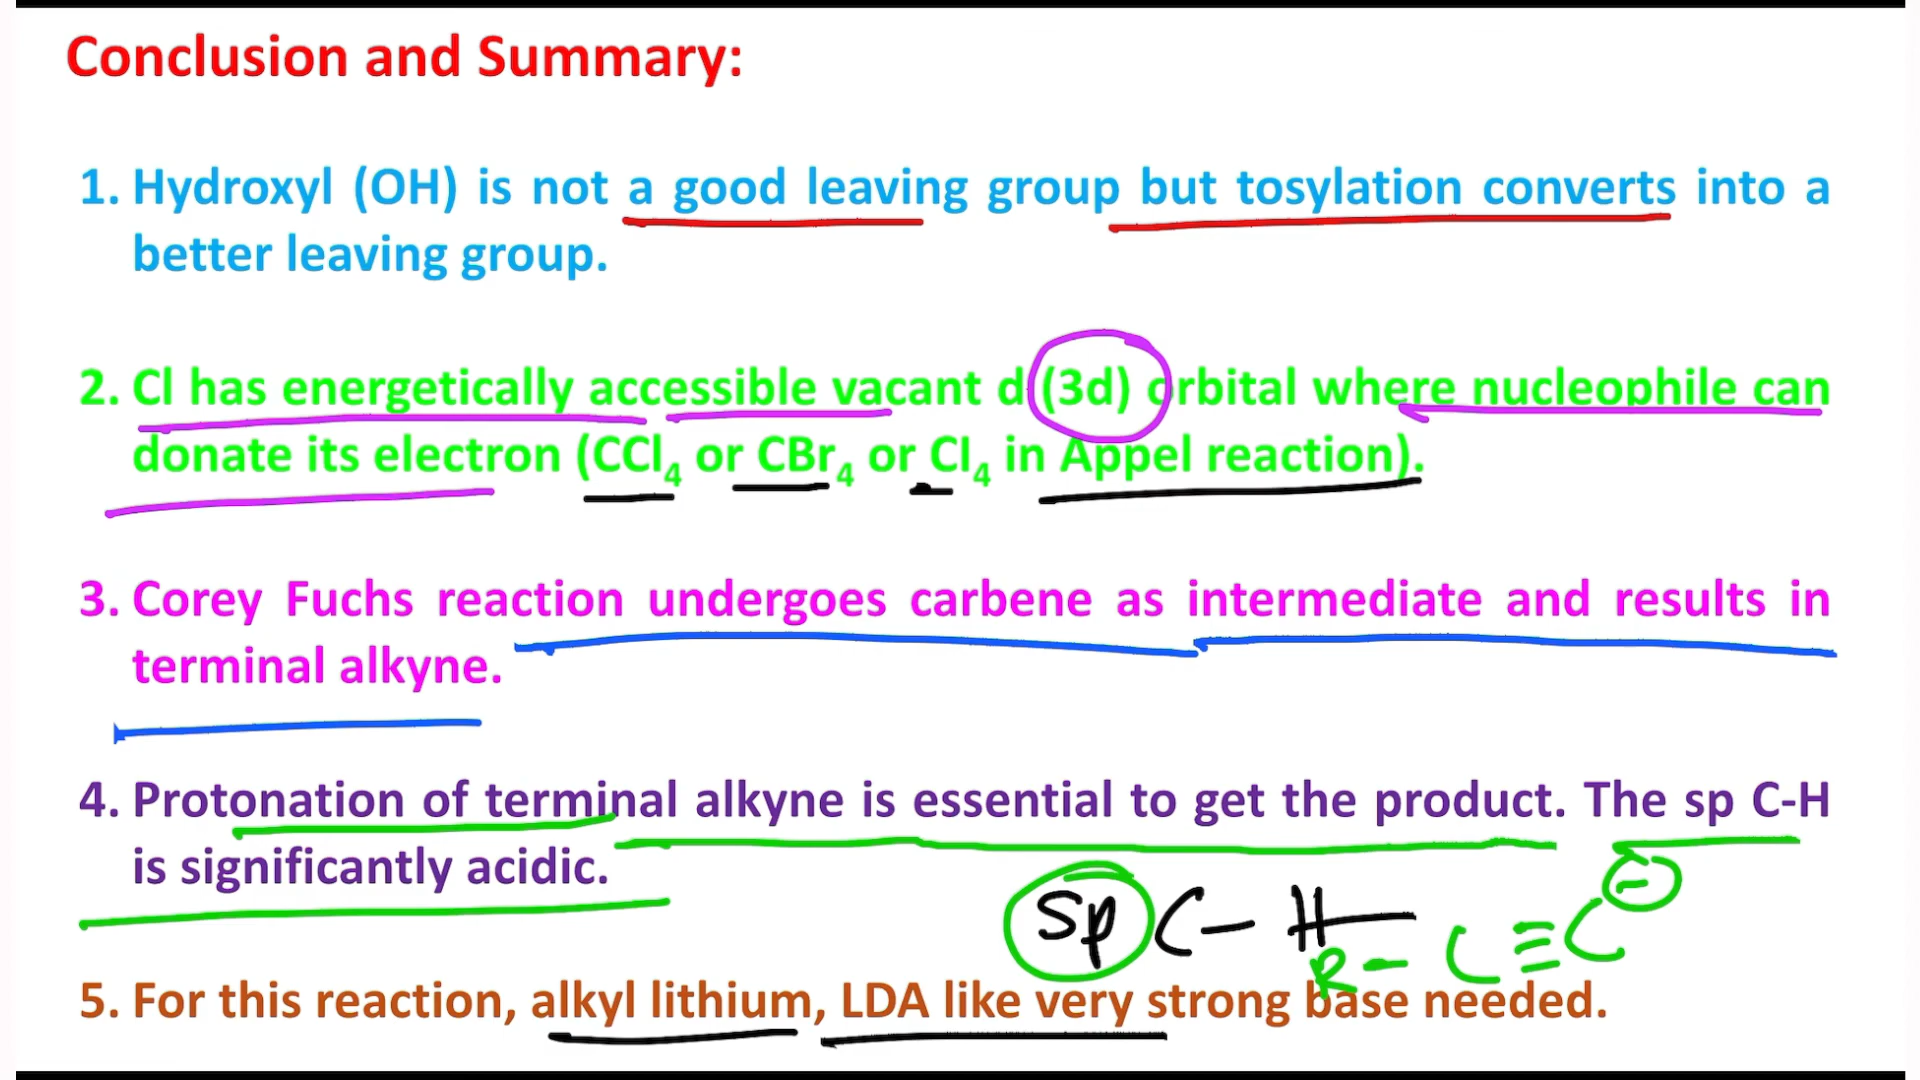 Conclusion and Summary:
1. Hydroxyl (OH) is not a good leaving group but tosylation converts into a
better leaving group.
2. Cl has energetically accessible vacant d (3d) orbital where nucleophile can
donate its electron (CCl₄ or CBr₄ or CI₄ in Appel reaction).
3. Corey Fuchs reaction undergoes carbene as intermediate and results in
terminal alkyne.
4. Protonation of terminal alkyne is essential to get the product. The sp C-H
is significantly acidic.
Sp C-H
R-C≡C⁻
5. For this reaction, alkyl lithium, LDA like very strong base needed.